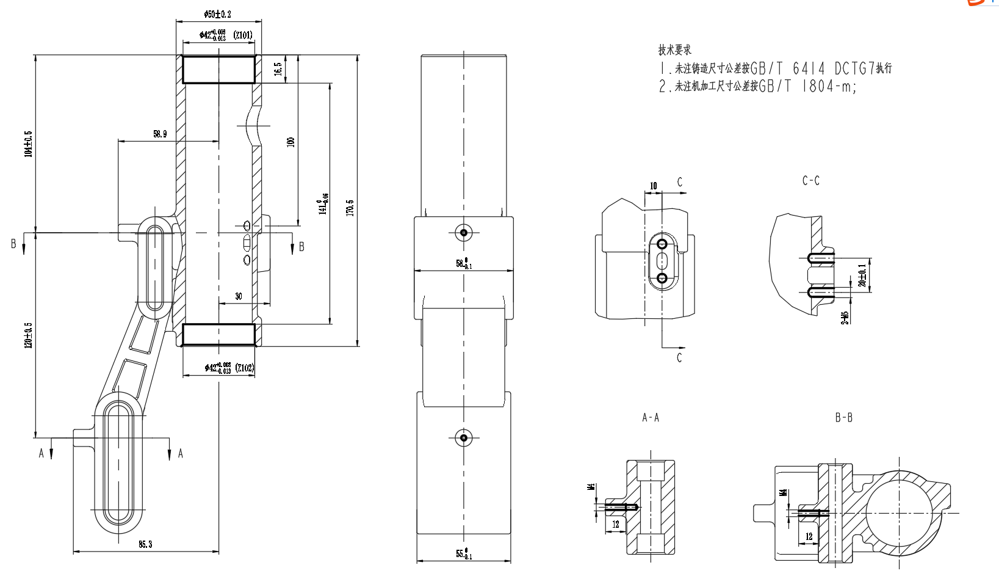 φ50±0.2
φ42+0.008-0.013 (Z101)
技术要求
1.未注铸造尺寸公差按GB/T 6414 DCTG7执行
2.未注机加工尺寸公差按GB/T 1804-m;
16.5
58.9
104±0.5
100
141 0 -0.05
170.5
10
C
C-C
B
B
58 0 -0.1
20±0.1
30
2-M6
120±0.5
C
φ42+0.008-0.013 (Z102)
A-A
B-B
A
A
M4
M4
12
12
85.3
55 0 -0.1